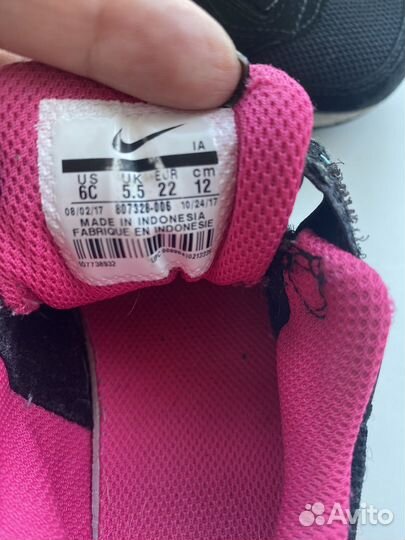 IA
US UK EUR cm
6C 5.5 22 12
08/02/17 807328-006 10/24/17
MADE IN INDONESIA
FABRIQUE EN INDONESIE
107738932
Avito